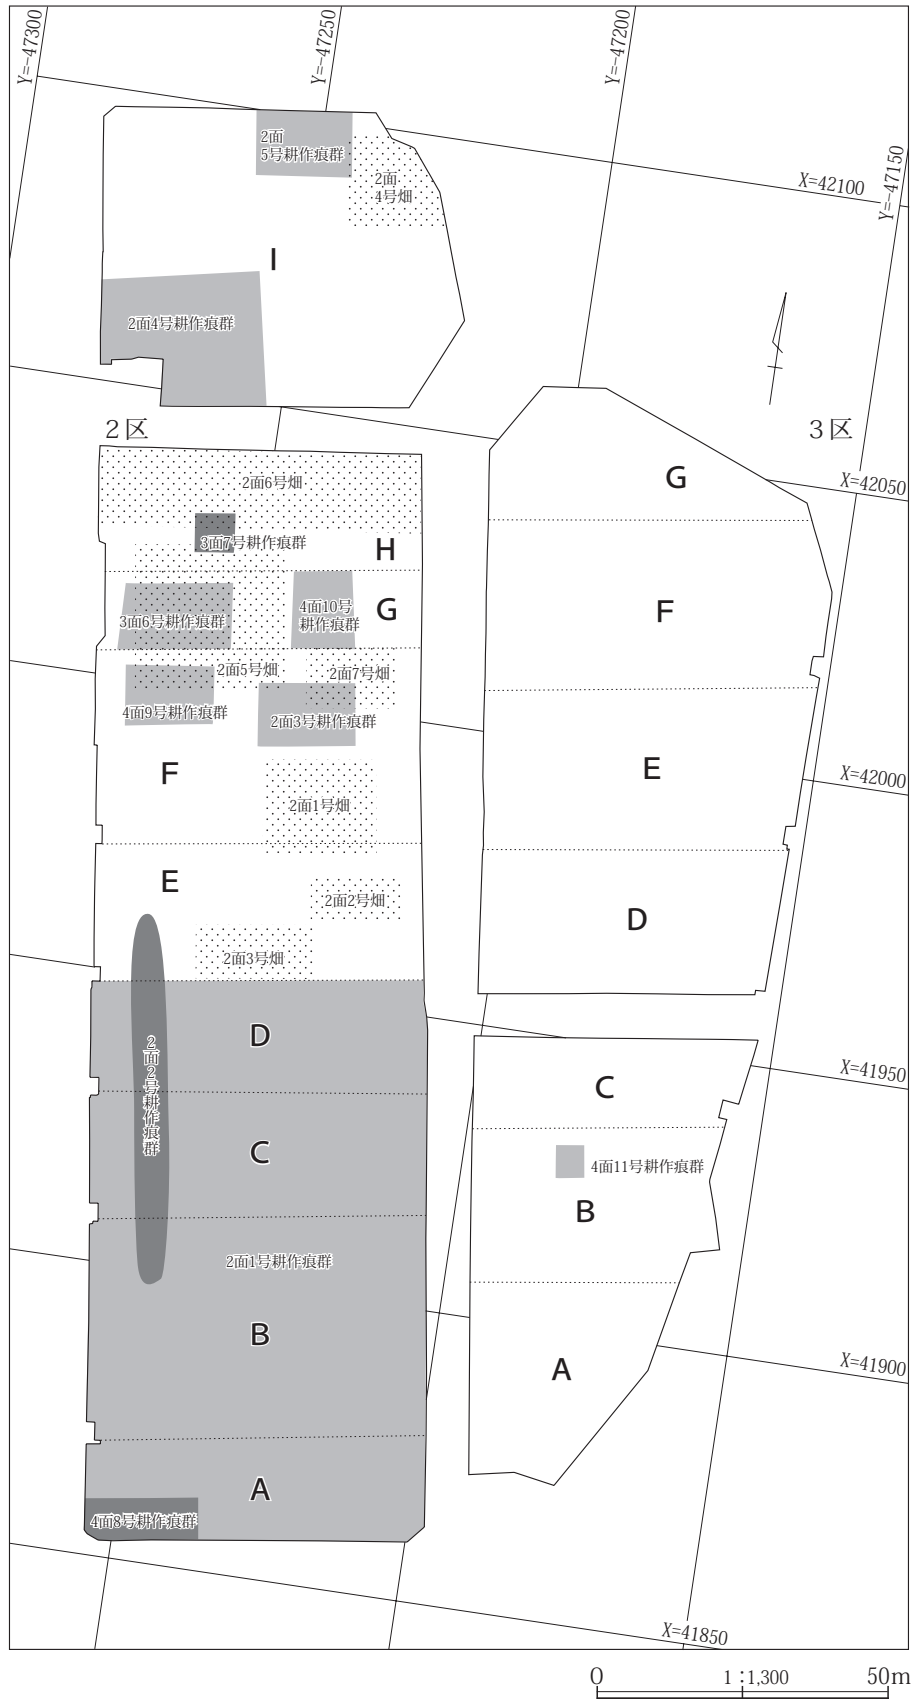 Y=-47300
Y=-47250
Y=-47200
Y=-47150
X=42100
2面
5号耕作痕群
2面
4号畑
I
2面4号耕作痕群
2区
3区
2面6号畑
G
X=42050
3面7号耕作痕群
H
3面6号耕作痕群
4面10号
耕作痕群
G
F
2面5号畑
2面7号畑
4面9号耕作痕群
2面3号耕作痕群
F
E
X=42000
2面1号畑
E
2面2号畑
D
2面3号畑
D
2面2号耕作痕群
X=41950
C
C
4面11号耕作痕群
B
2面1号耕作痕群
B
A
X=41900
A
4面8号耕作痕群
X=41850
0
1:1,300
50m